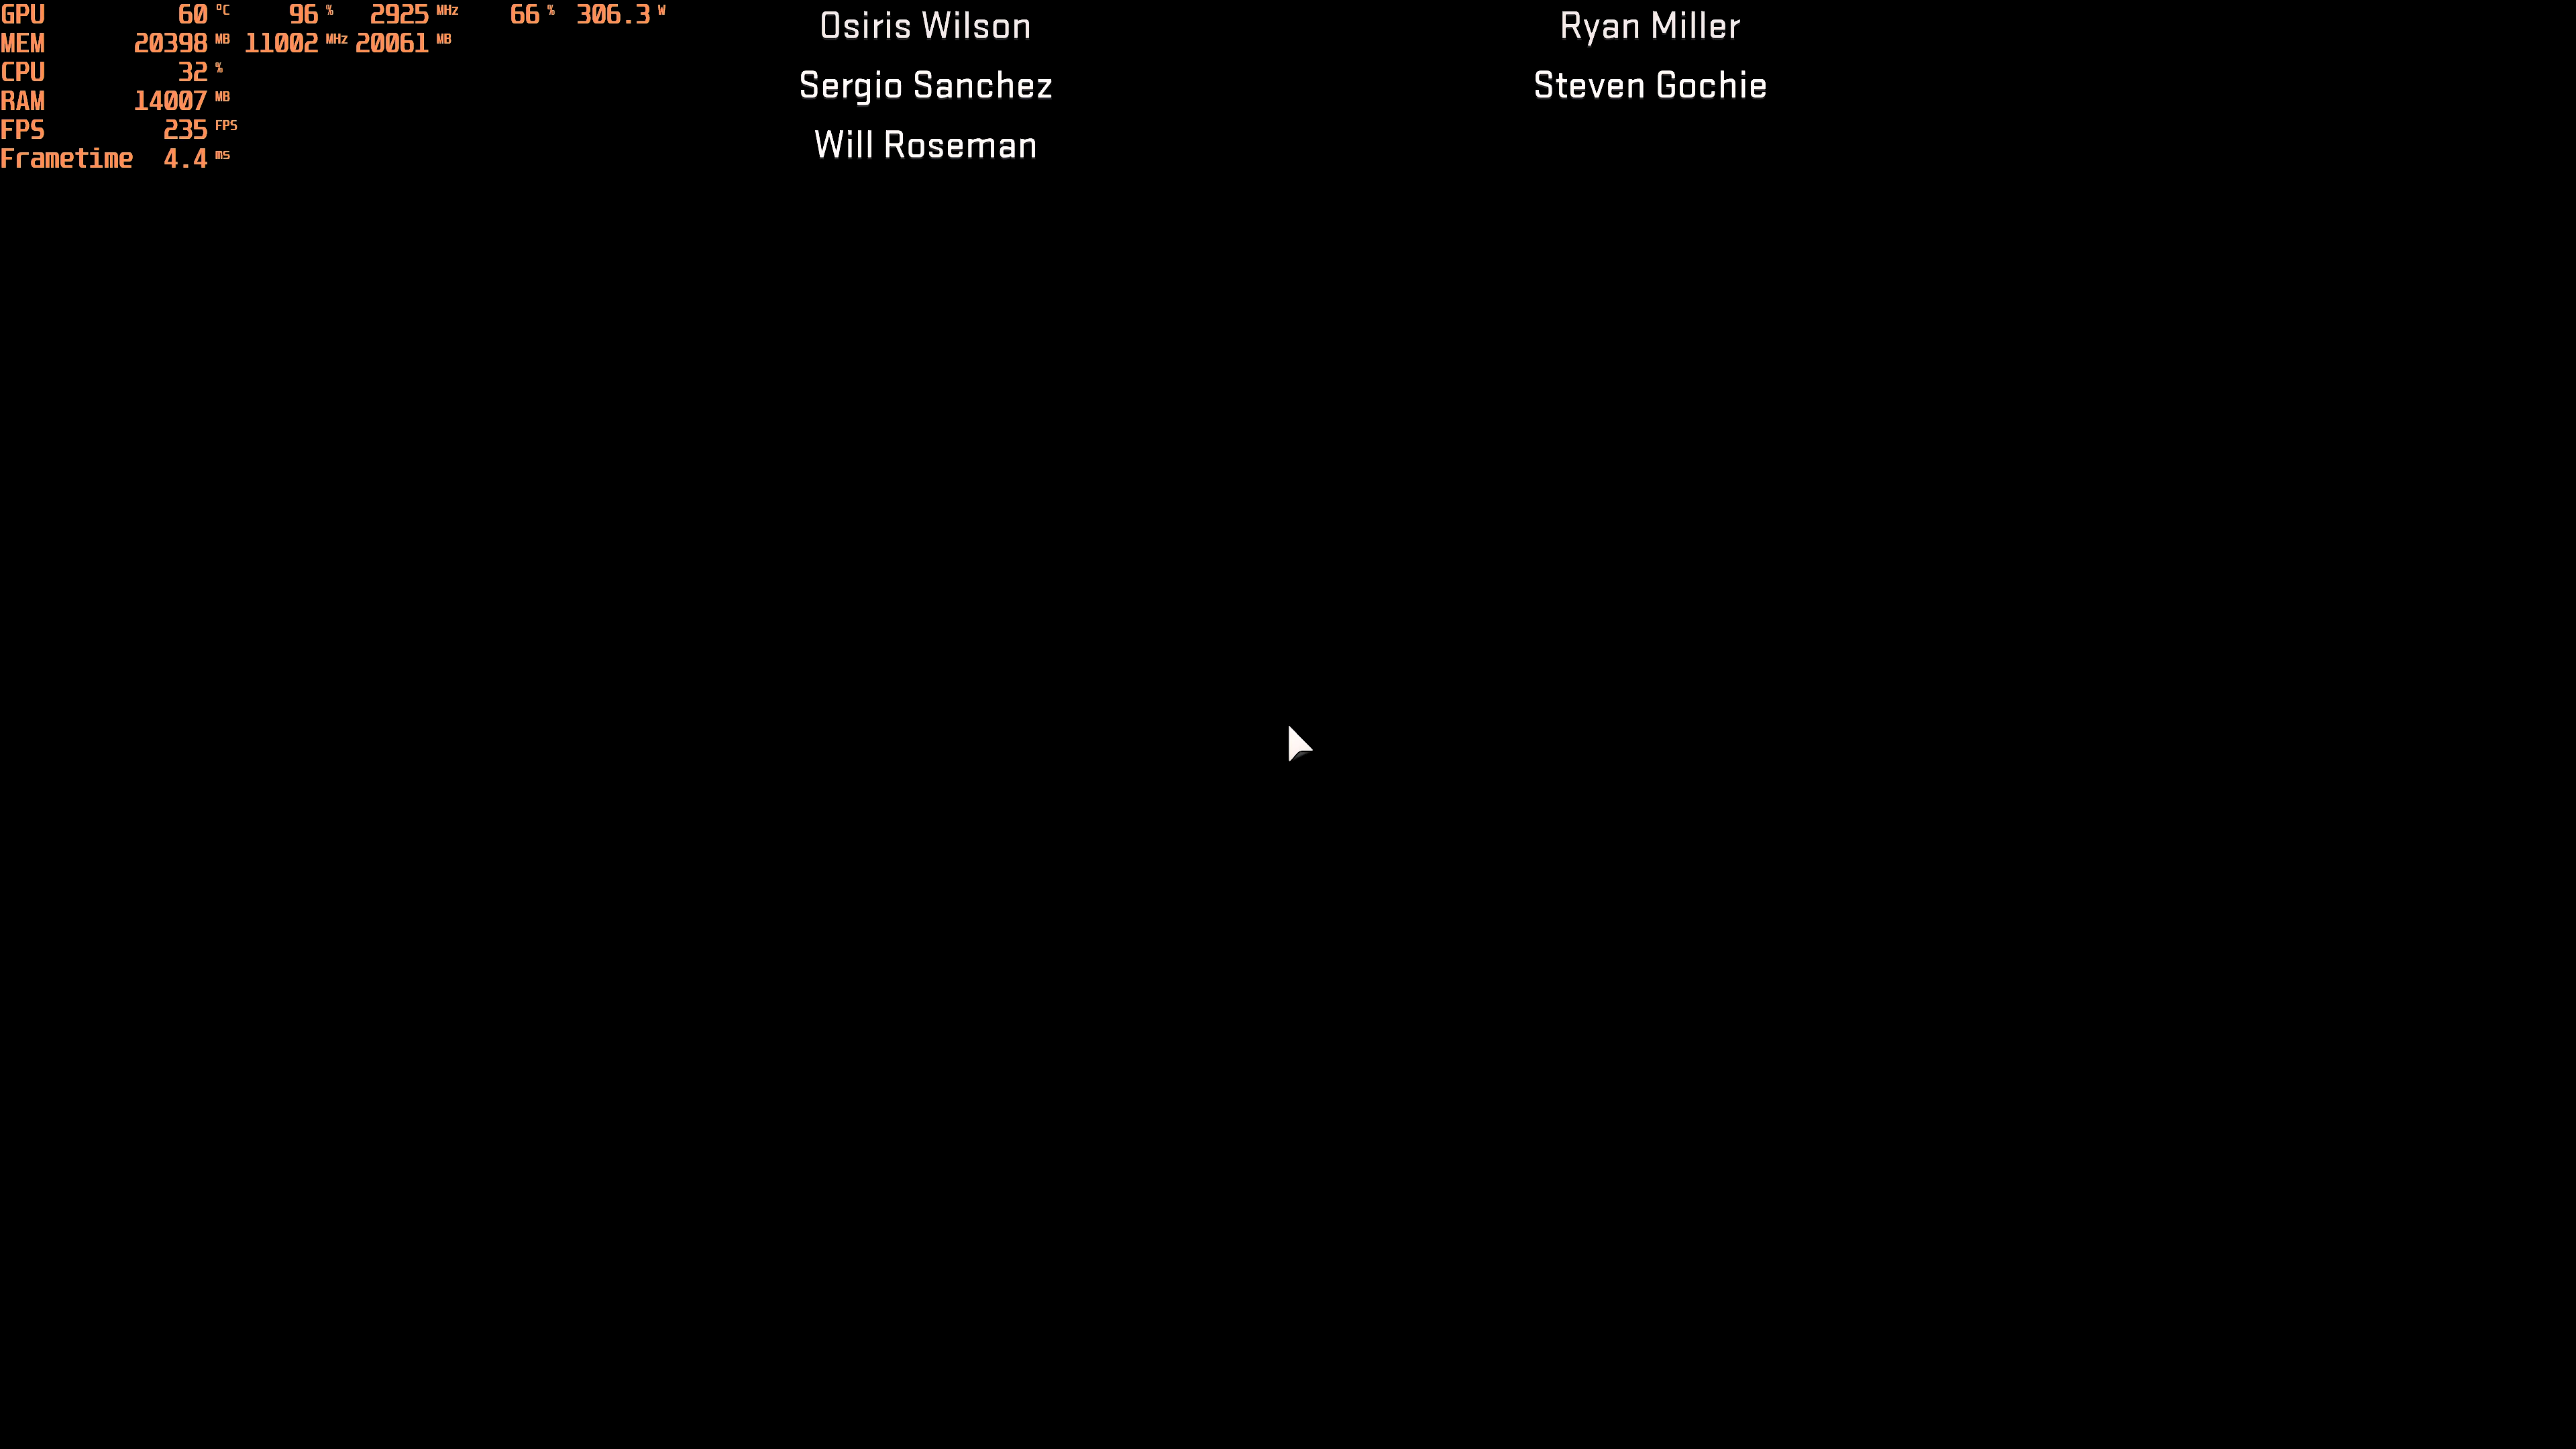 GPU 60 °C 96 % 2925 MHz 66 % 306.3 W
MEM 20398 MB 11002 MHz 20061 MB
CPU 32 %
RAM 14007 MB
FPS 235 FPS
Frametime 4.4 ms
Osiris Wilson
Sergio Sanchez
Will Roseman
Ryan Miller
Steven Gochie